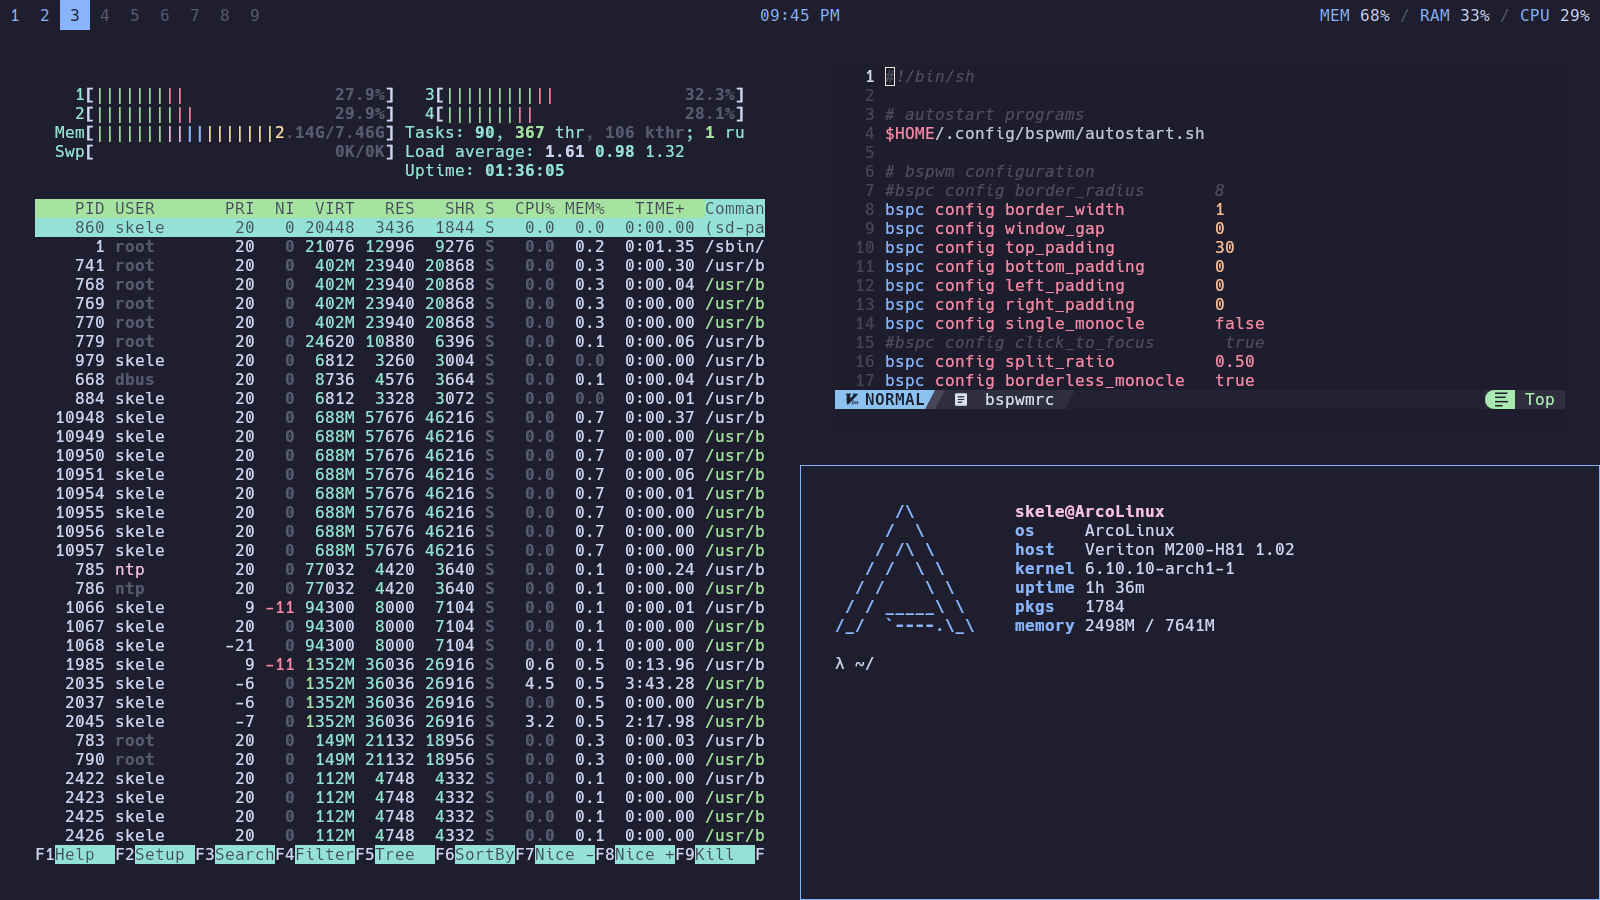 1 2 3 4 5 6 7 8 9
09:45 PM
MEM 68% / RAM 33% / CPU 29%
1[|||||||||27.9%] 3[|||||||||||32.3%]
2[||||||||||29.9%] 4[|||||||||28.1%]
Mem[||||||||||||||||||2.14G/7.46G] Tasks: 90, 367 thr, 106 kthr; 1 ru
Swp[0K/0K] Load average: 1.61 0.98 1.32
Uptime: 01:36:05
PID USER PRI NI VIRT RES SHR S CPU% MEM% TIME+ Comman
860 skele 20 0 20448 3436 1844 S 0.0 0.0 0:00.00 (sd-pa
1 root 20 0 21076 12996 9276 S 0.0 0.2 0:01.35 /sbin/
741 root 20 0 402M 23940 20868 S 0.0 0.3 0:00.30 /usr/b
768 root 20 0 402M 23940 20868 S 0.0 0.3 0:00.04 /usr/b
769 root 20 0 402M 23940 20868 S 0.0 0.3 0:00.00 /usr/b
770 root 20 0 402M 23940 20868 S 0.0 0.3 0:00.00 /usr/b
779 root 20 0 24620 10880 6396 S 0.0 0.1 0:00.06 /usr/b
979 skele 20 0 6812 3260 3004 S 0.0 0.0 0:00.00 /usr/b
668 dbus 20 0 8736 4576 3664 S 0.0 0.1 0:00.04 /usr/b
884 skele 20 0 6812 3328 3072 S 0.0 0.0 0:00.01 /usr/b
10948 skele 20 0 688M 57676 46216 S 0.0 0.7 0:00.37 /usr/b
10949 skele 20 0 688M 57676 46216 S 0.0 0.7 0:00.00 /usr/b
10950 skele 20 0 688M 57676 46216 S 0.0 0.7 0:00.07 /usr/b
10951 skele 20 0 688M 57676 46216 S 0.0 0.7 0:00.06 /usr/b
10954 skele 20 0 688M 57676 46216 S 0.0 0.7 0:00.01 /usr/b
10955 skele 20 0 688M 57676 46216 S 0.0 0.7 0:00.00 /usr/b
10956 skele 20 0 688M 57676 46216 S 0.0 0.7 0:00.00 /usr/b
10957 skele 20 0 688M 57676 46216 S 0.0 0.7 0:00.00 /usr/b
785 ntp 20 0 77032 4420 3640 S 0.0 0.1 0:00.24 /usr/b
786 ntp 20 0 77032 4420 3640 S 0.0 0.1 0:00.00 /usr/b
1066 skele 9 -11 94300 8000 7104 S 0.0 0.1 0:00.01 /usr/b
1067 skele 20 0 94300 8000 7104 S 0.0 0.1 0:00.00 /usr/b
1068 skele -21 0 94300 8000 7104 S 0.0 0.1 0:00.00 /usr/b
1985 skele 9 -11 1352M 36036 26916 S 0.6 0.5 0:13.96 /usr/b
2035 skele -6 0 1352M 36036 26916 S 4.5 0.5 3:43.28 /usr/b
2037 skele -6 0 1352M 36036 26916 S 0.0 0.5 0:00.00 /usr/b
2045 skele -7 0 1352M 36036 26916 S 3.2 0.5 2:17.98 /usr/b
783 root 20 0 149M 21132 18956 S 0.0 0.3 0:00.03 /usr/b
790 root 20 0 149M 21132 18956 S 0.0 0.3 0:00.00 /usr/b
2422 skele 20 0 112M 4748 4332 S 0.0 0.1 0:00.00 /usr/b
2423 skele 20 0 112M 4748 4332 S 0.0 0.1 0:00.00 /usr/b
2425 skele 20 0 112M 4748 4332 S 0.0 0.1 0:00.00 /usr/b
2426 skele 20 0 112M 4748 4332 S 0.0 0.1 0:00.00 /usr/b
F1Help F2Setup F3SearchF4FilterF5Tree F6SortByF7Nice -F8Nice +F9Kill F
1 #!/bin/sh
2
3 # autostart programs
4 $HOME/.config/bspwm/autostart.sh
5
6 # bspwm configuration
7 #bspc config border_radius 8
8 bspc config border_width 1
9 bspc config window_gap 0
10 bspc config top_padding 30
11 bspc config bottom_padding 0
12 bspc config left_padding 0
13 bspc config right_padding 0
14 bspc config single_monocle false
15 #bspc config click_to_focus true
16 bspc config split_ratio 0.50
17 bspc config borderless_monocle true
NORMAL bspwmrc Top
/\ skele@ArcoLinux
/ \ os ArcoLinux
/ /\ \ host Veriton M200-H81 1.02
/ / \ \ kernel 6.10.10-arch1-1
/ / \ \ uptime 1h 36m
/ / _____\ \ pkgs 1784
/_/ `----.\_\ memory 2498M / 7641M
λ ~/